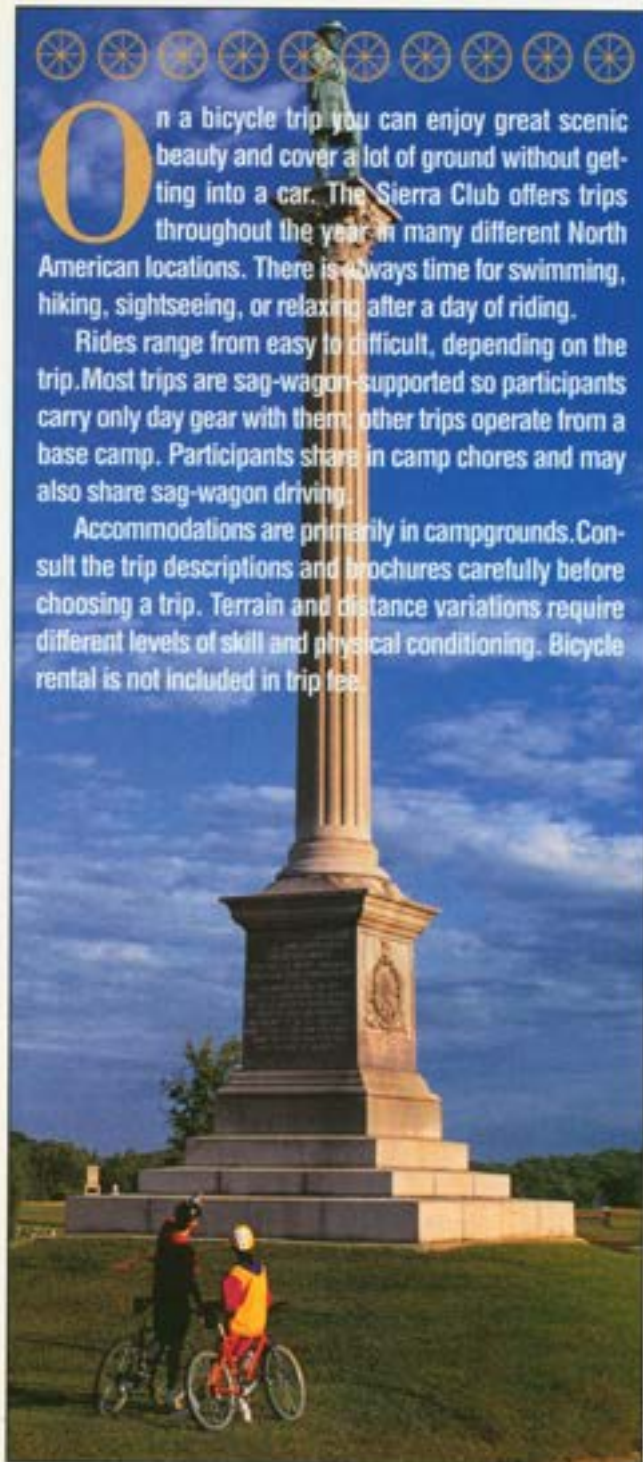 On a bicycle trip you can enjoy great scenic
beauty and cover a lot of ground without get-
ting into a car. The Sierra Club offers trips
throughout the year in many different North
American locations. There is always time for swimming,
hiking, sightseeing, or relaxing after a day of riding.
Rides range from easy to difficult, depending on the
trip.Most trips are sag-wagon-supported so participants
carry only day gear with them; other trips operate from a
base camp. Participants share in camp chores and may
also share sag-wagon driving.
Accommodations are primarily in campgrounds.Con-
sult the trip descriptions and brochures carefully before
choosing a trip. Terrain and distance variations require
different levels of skill and physical conditioning. Bicycle
rental is not included in trip fee.